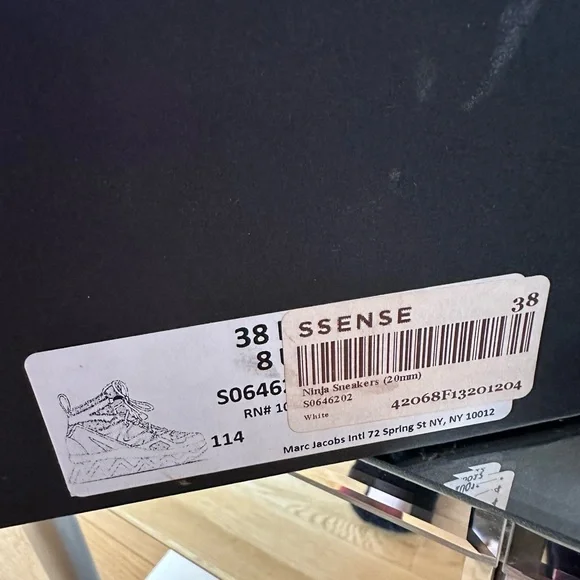 38
8
S0646
RN# 10
114
Marc Jacobs Intl 72 Spring St NY, NY 10012
SSENSE 38
Ninja Sneakers (20mm)
S0646202
White
42068F13201204